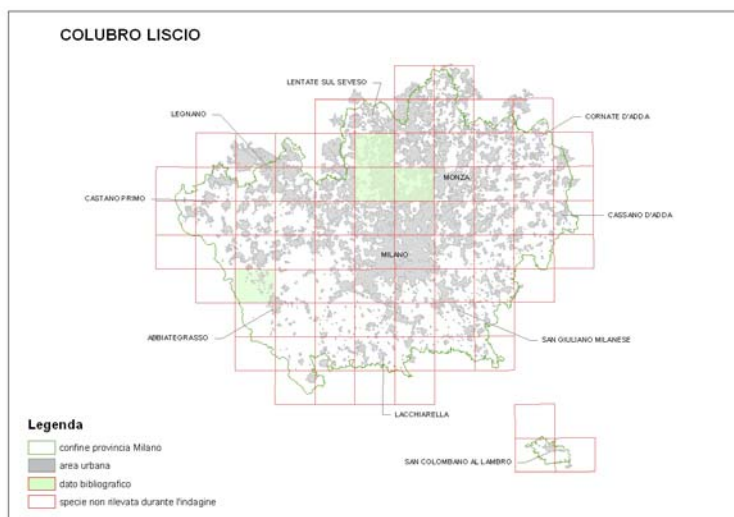 COLUBRO LISCIO
LENTATE SUL SEVESO
LEGNANO
CORNATE D'ADDA
MONZA
CASTANO PRIMO
CASSANO D'ADDA
MILANO
ABBIATEGRASSO
SAN GIULIANO MILANESE
LACCHIARELLA
Legenda
confine provincia Milano
area urbana
dato bibliografico
specie non rilevata durante l'indagine
SAN COLOMBANO AL LAMBRO